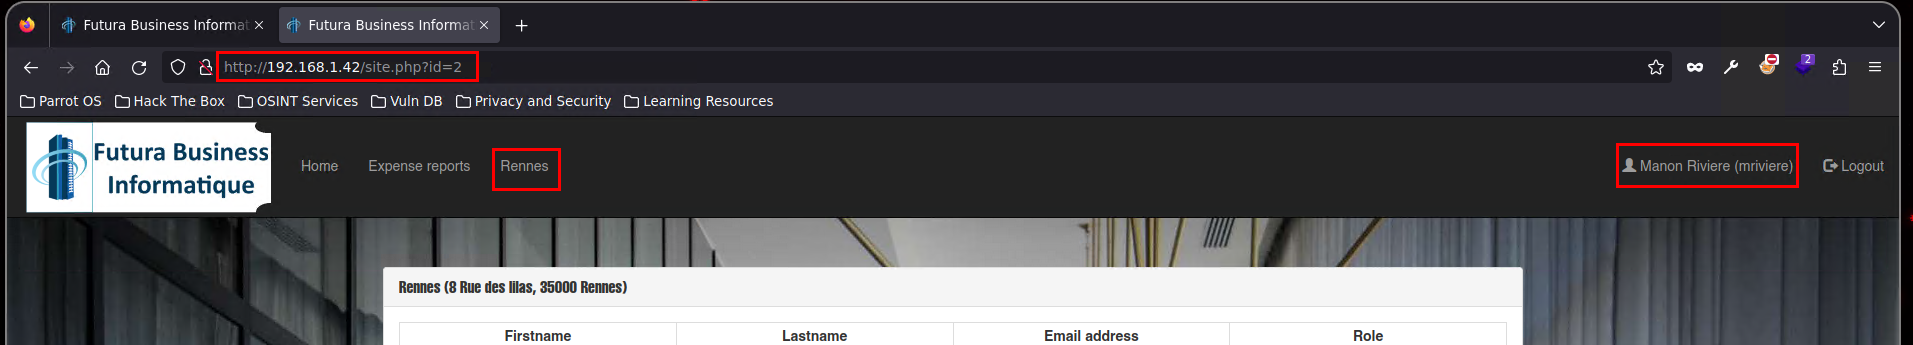 Futura Business Informat
Futura Business Informat
http://192.168.1.42/site.php?id=2
2
Parrot OS Hack The Box OSINT Services Vuln DB Privacy and Security Learning Resources
Futura Business
Informatique
Home Expense reports Rennes Manon Riviere (mriviere) Logout
Rennes (8 Rue des lilas, 35000 Rennes)
Firstname Lastname Email address Role